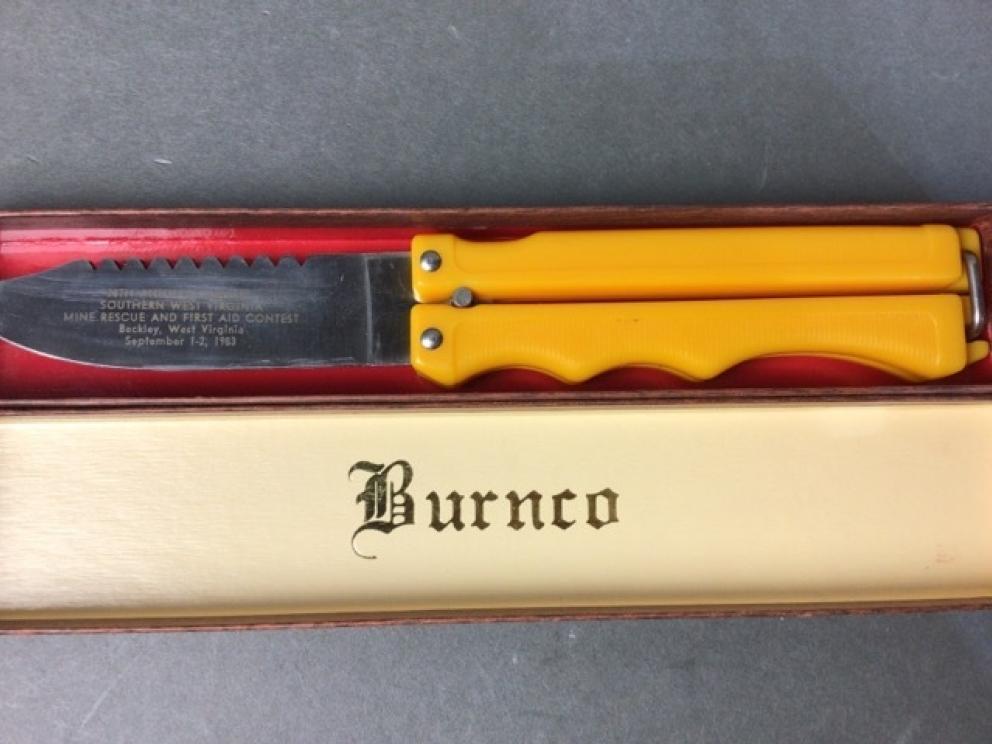 SOUTHERN WEST VIRGINIA
MINE RESCUE AND FIRST AID CONTEST
Beckley, West Virginia
September 1-2, 1983
Burnco